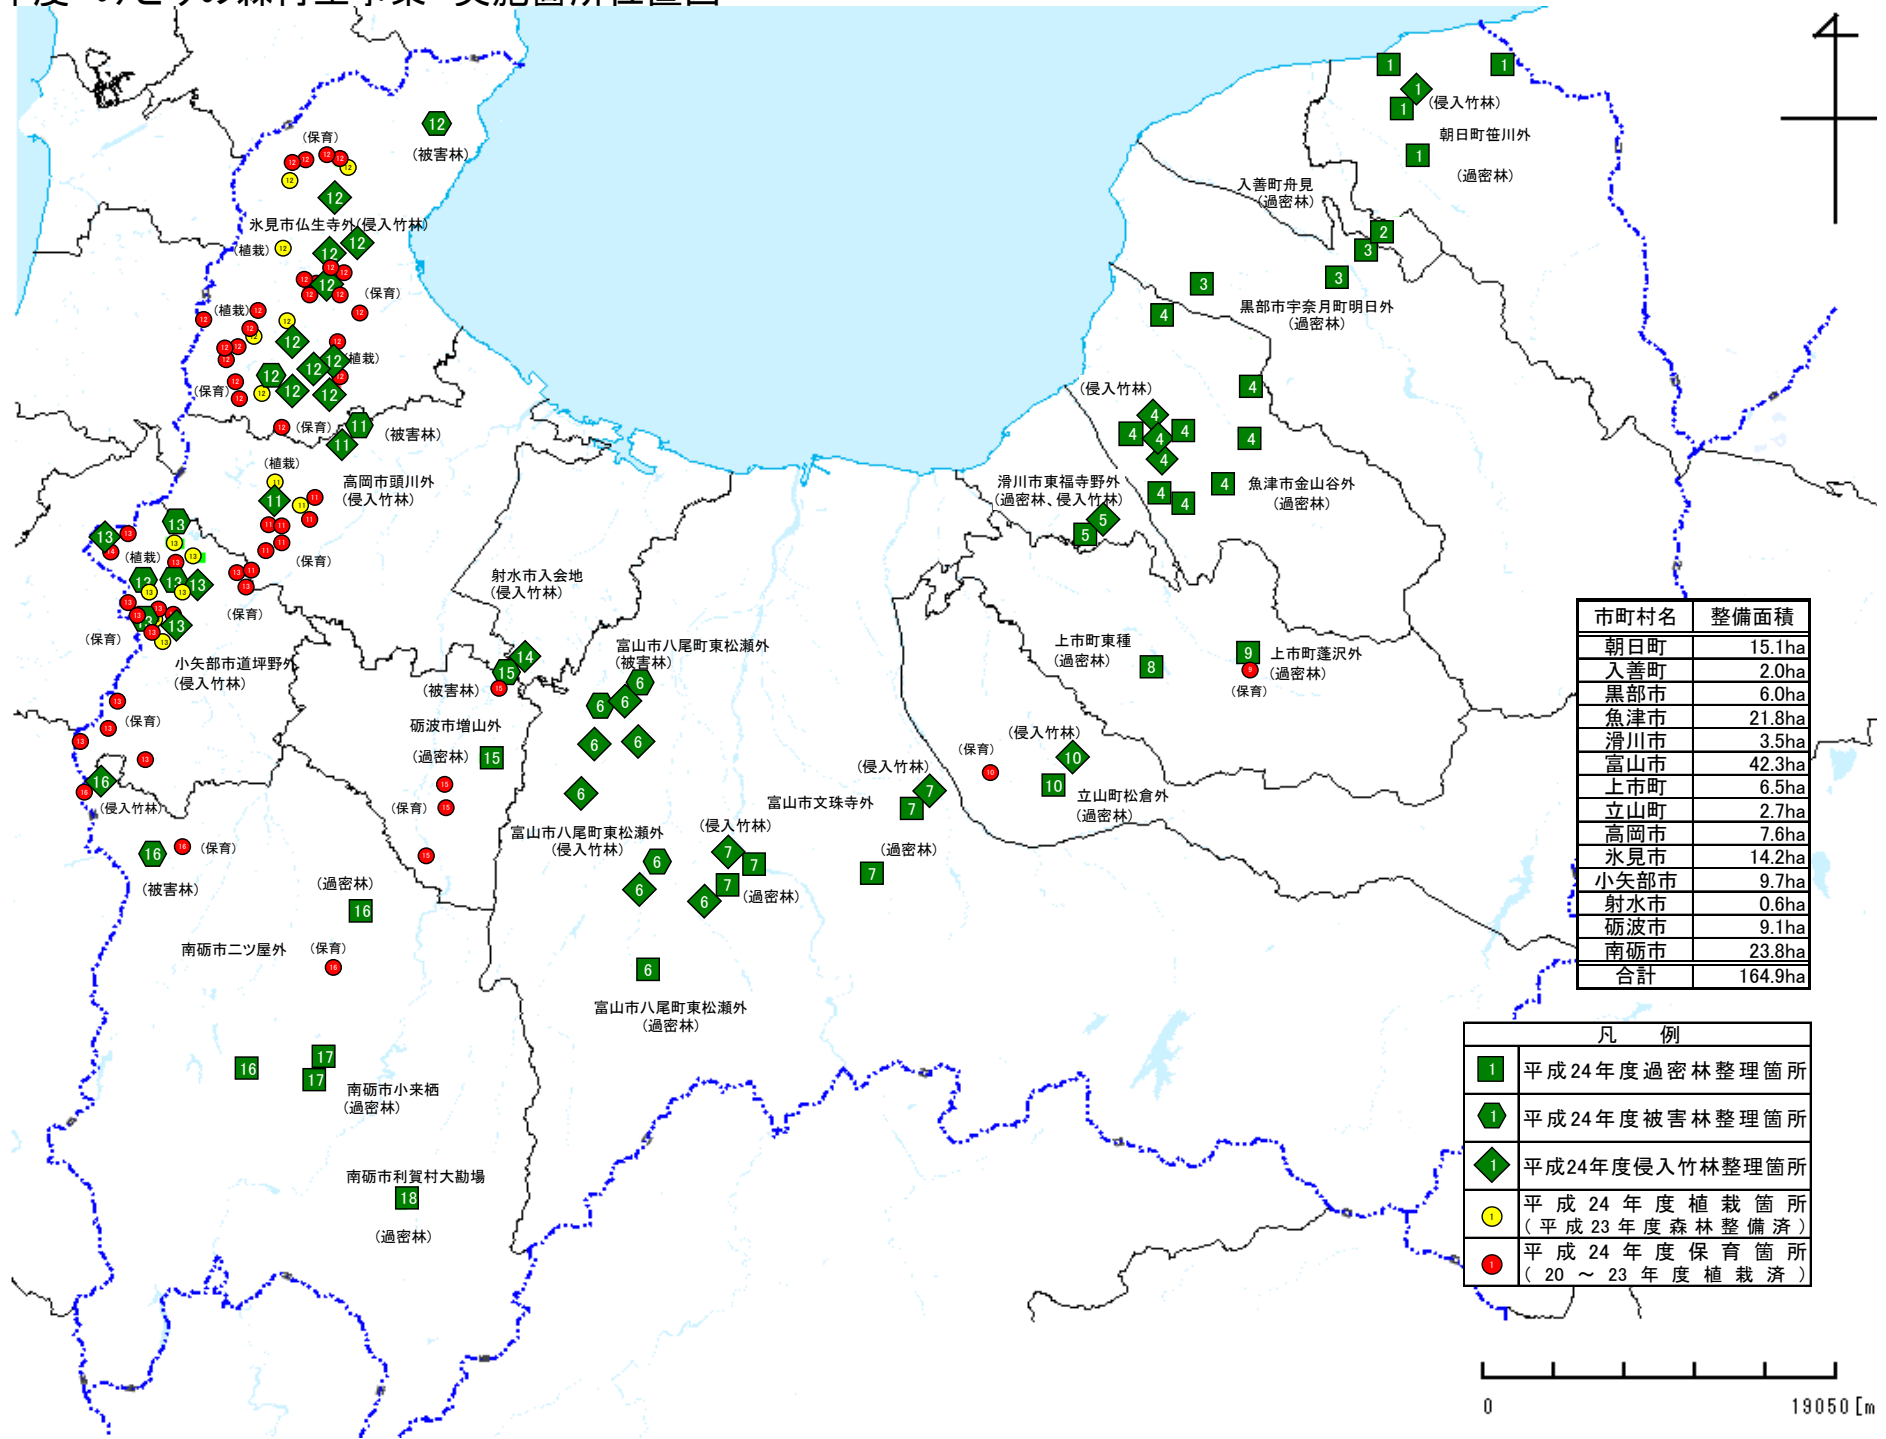 みどりの森再生事業 実施箇所位置図
(保育)
(被害林)
氷見市仏生寺外(侵入竹林)
(植栽)
(保育)
(植栽)
(植栽)
(保育)
(保育)
(被害林)
(植栽)
高岡市頭川外
(侵入竹林)
(植栽)
(保育)
(保育)
(保育)
小矢部市道坪野外
(侵入竹林)
(保育)
(侵入竹林)
(保育)
(被害林)
射水市入会地
(侵入竹林)
(被害林)
砺波市増山外
(過密林)
(保育)
(過密林)
南砺市二ツ屋外
(保育)
南砺市小来栖
(過密林)
南砺市利賀村大勘場
(過密林)
富山市八尾町東松瀬外
(被害林)
富山市八尾町東松瀬外
(侵入竹林)
(侵入竹林)
(過密林)
富山市八尾町東松瀬外
(過密林)
(侵入竹林)
富山市文珠寺外
(過密林)
(保育)
(侵入竹林)
立山町松倉外
(過密林)
上市町東種
(過密林)
上市町蓬沢外
(過密林)
(保育)
滑川市東福寺野外
(過密林、侵入竹林)
(侵入竹林)
魚津市金山谷外
(過密林)
黒部市宇奈月町明日外
(過密林)
入善町舟見
(過密林)
(侵入竹林)
朝日町笹川外
(過密林)
市町村名 整備面積
朝日町 15.1ha
入善町 2.0ha
黒部市 6.0ha
魚津市 21.8ha
滑川市 3.5ha
富山市 42.3ha
上市町 6.5ha
立山町 2.7ha
高岡市 7.6ha
氷見市 14.2ha
小矢部市 9.7ha
射水市 0.6ha
砺波市 9.1ha
南砺市 23.8ha
合計 164.9ha
凡 例
1 平成24年度過密林整理箇所
1 平成24年度被害林整理箇所
1 平成24年度侵入竹林整理箇所
1 平成24年度植栽箇所
(平成23年度森林整備済)
1 平成24年度保育箇所
(20～23年度植栽済)
0 19050[m